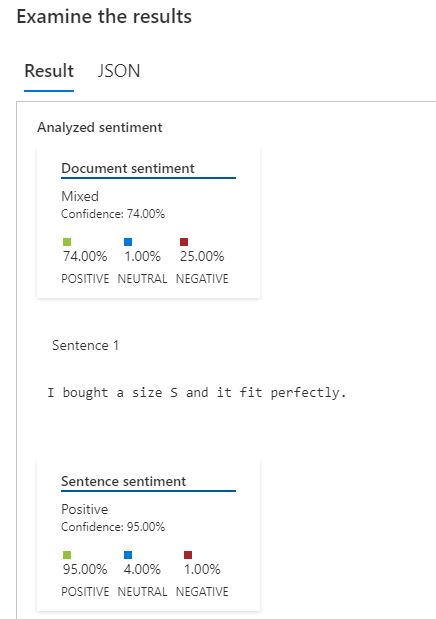 Examine the results
Result JSON
Analyzed sentiment
Document sentiment
Mixed
Confidence: 74.00%
74.00% 1.00% 25.00%
POSITIVE NEUTRAL NEGATIVE
Sentence 1
I bought a size S and it fit perfectly.
Sentence sentiment
Positive
Confidence: 95.00%
95.00% 4.00% 1.00%
POSITIVE NEUTRAL NEGATIVE